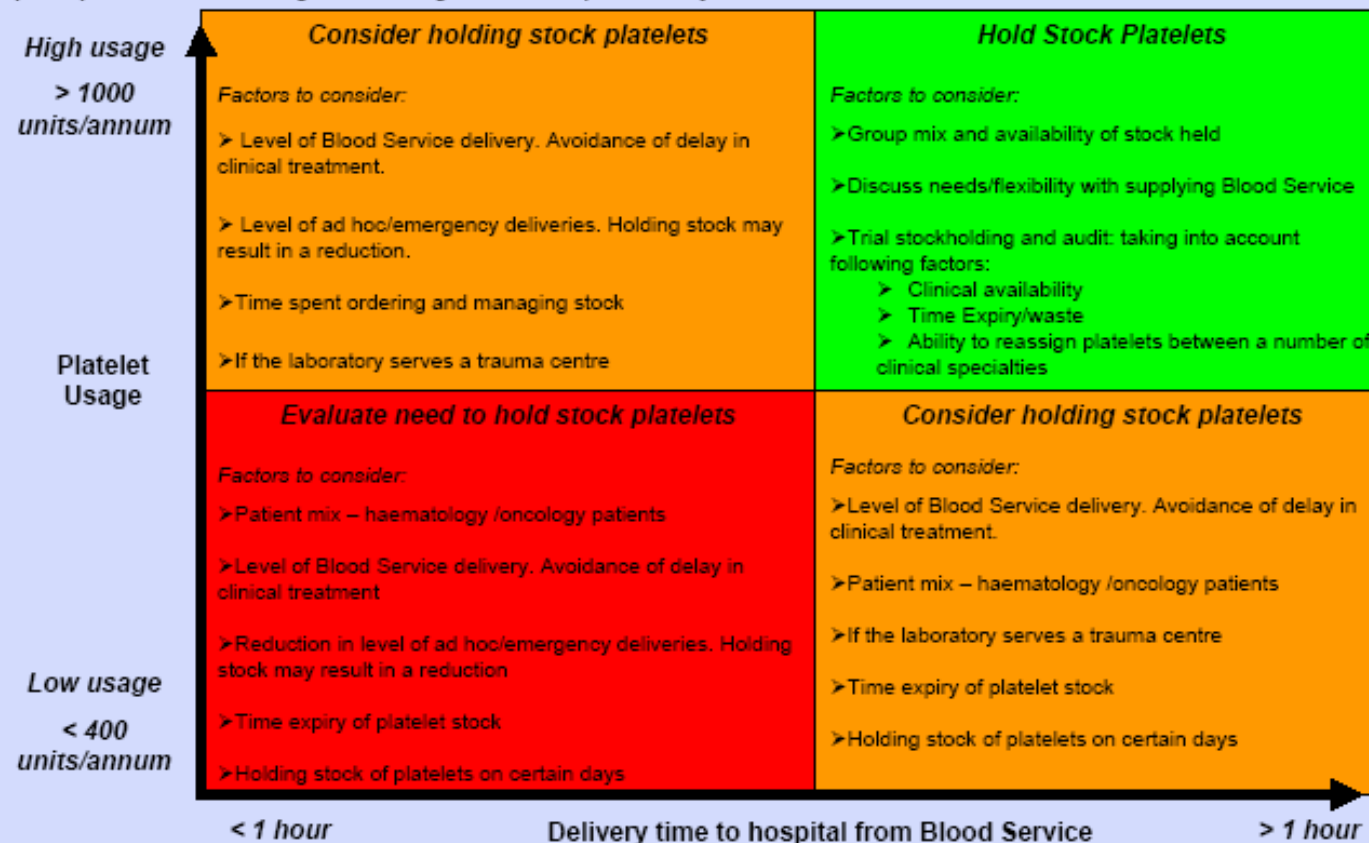 High usage
> 1000
units/annum
Platelet
Usage
Low usage
< 400
units/annum
Consider holding stock platelets
Factors to consider:
➢ Level of Blood Service delivery. Avoidance of delay in
clinical treatment.
➢ Level of ad hoc/emergency deliveries. Holding stock may
result in a reduction.
➢Time spent ordering and managing stock
➢If the laboratory serves a trauma centre
Hold Stock Platelets
Factors to consider:
➢Group mix and availability of stock held
➢Discuss needs/flexibility with supplying Blood Service
➢Trial stockholding and audit: taking into account
following factors:
➢ Clinical availability
➢ Time Expiry/waste
➢ Ability to reassign platelets between a number of
clinical specialties
Evaluate need to hold stock platelets
Factors to consider:
➢Patient mix – haematology /oncology patients
➢Level of Blood Service delivery. Avoidance of delay in
clinical treatment
➢Reduction in level of ad hoc/emergency deliveries. Holding
stock may result in a reduction
➢Time expiry of platelet stock
➢Holding stock of platelets on certain days
Consider holding stock platelets
Factors to consider:
➢Level of Blood Service delivery. Avoidance of delay in
clinical treatment.
➢Patient mix – haematology /oncology patients
➢If the laboratory serves a trauma centre
➢Time expiry of platelet stock
➢Holding stock of platelets on certain days
< 1 hour
Delivery time to hospital from Blood Service
> 1 hour